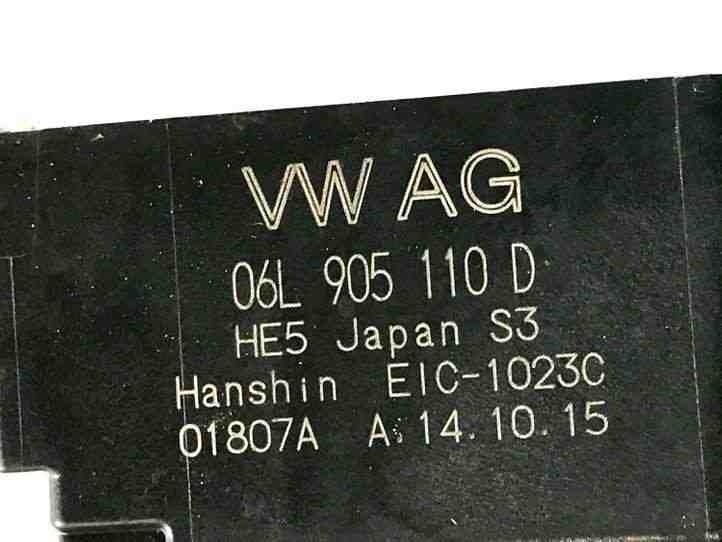 VW AG
06L 905 110 D
HE5 Japan S3
Hanshin EIC-1023C
01807A A 14.10.15